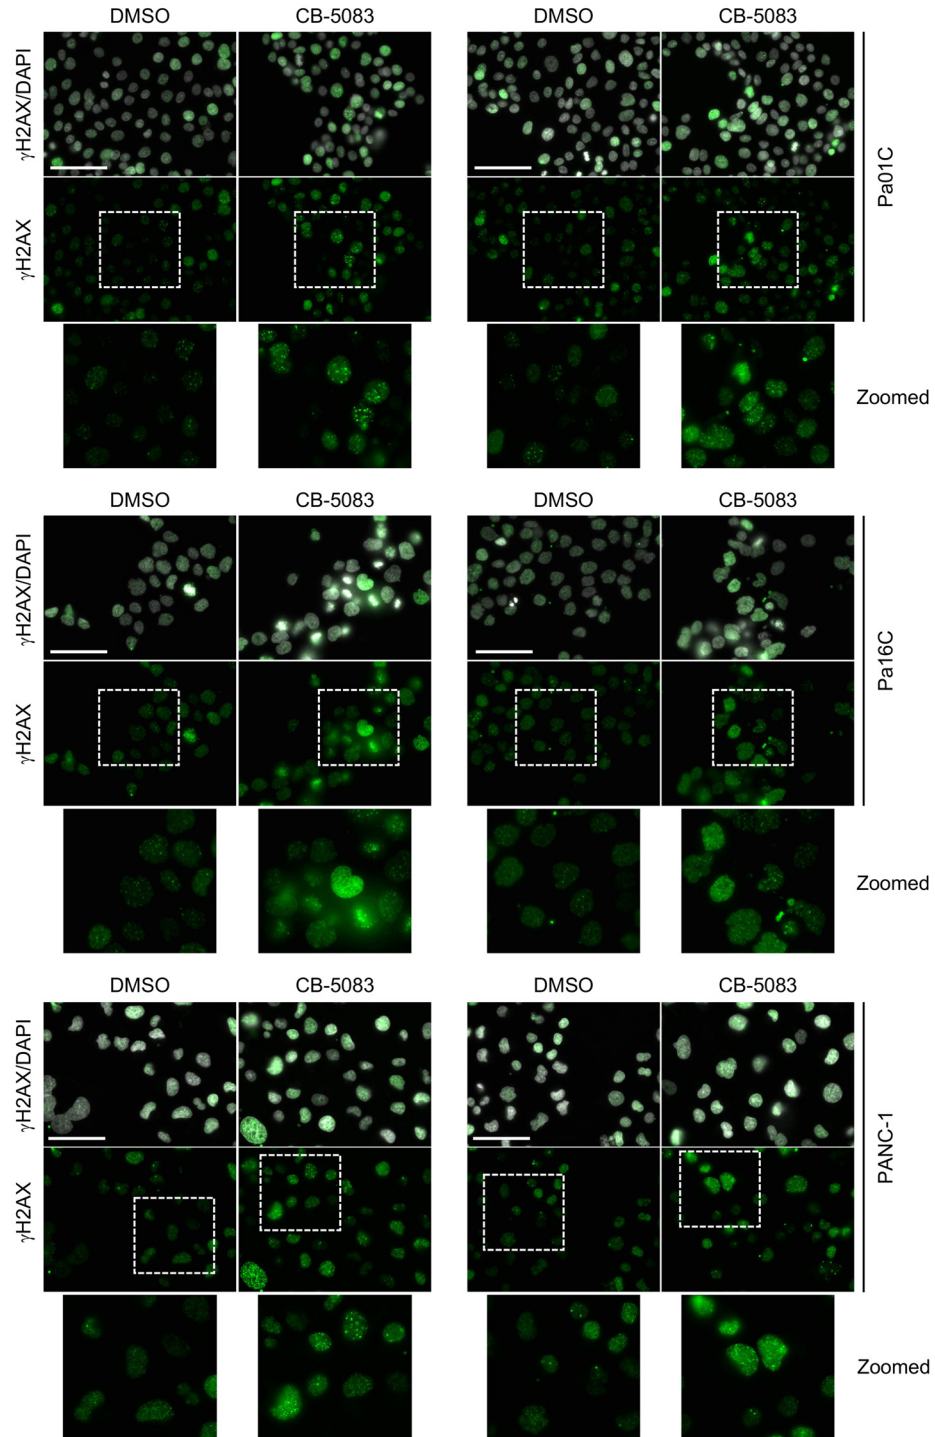 DMSO CB-5083 DMSO CB-5083
γH2AX/DAPI
γH2AX
Pa01C
Zoomed
DMSO CB-5083 DMSO CB-5083
γH2AX/DAPI
γH2AX
Pa16C
Zoomed
DMSO CB-5083 DMSO CB-5083
γH2AX/DAPI
γH2AX
PANC-1
Zoomed